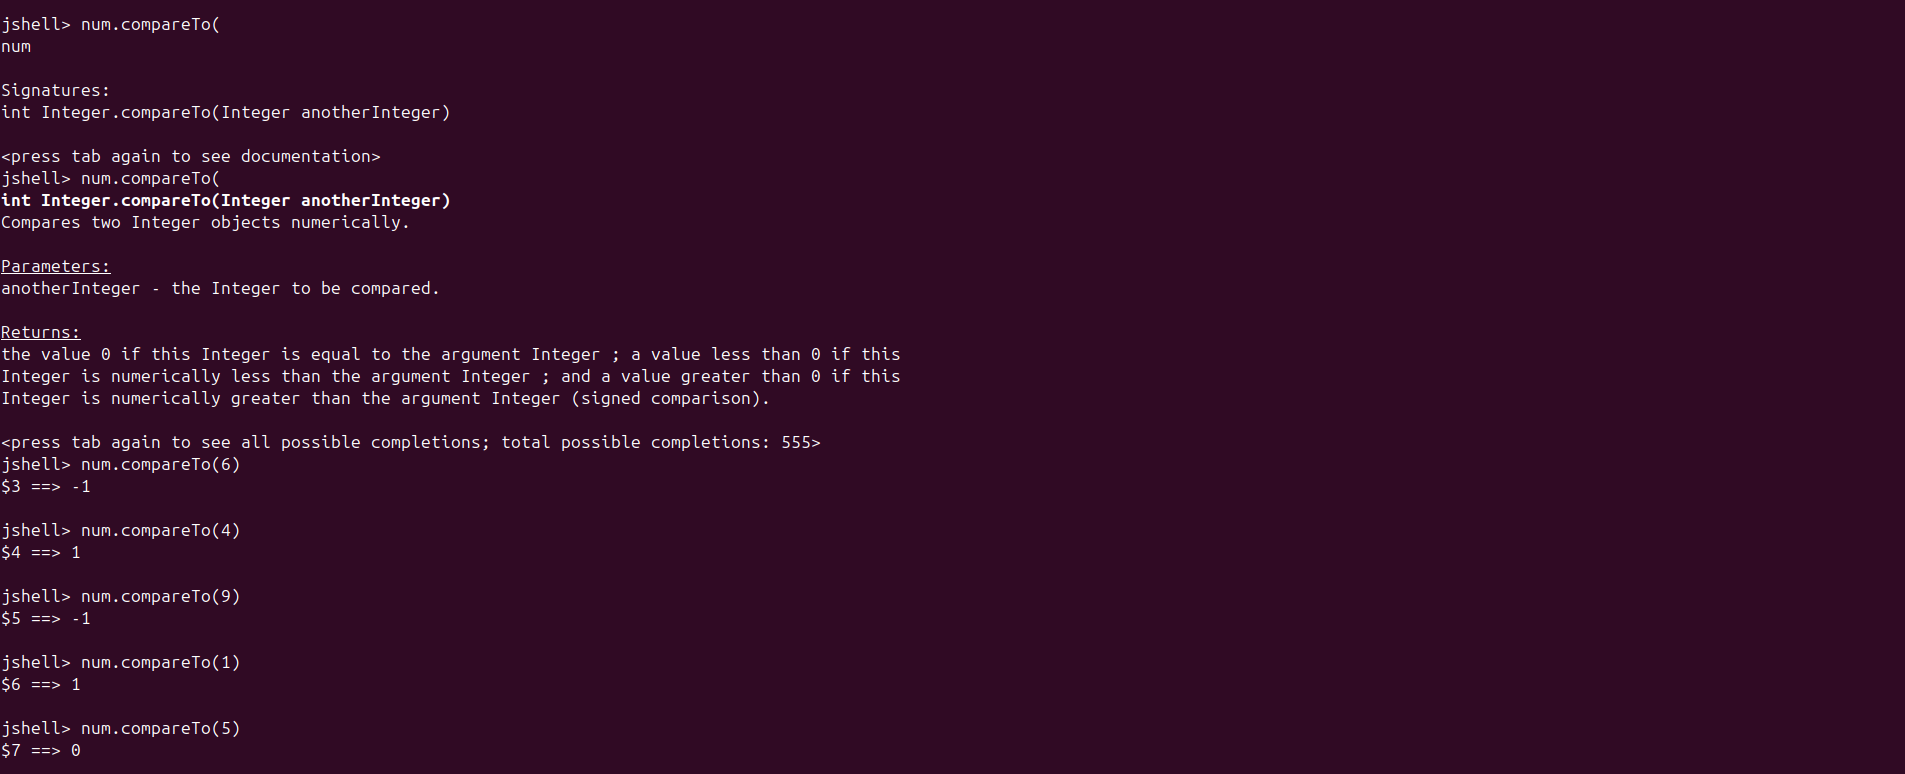 jshell> num.compareTo(
num
Signatures:
int Integer.compareTo(Integer anotherInteger)
<press tab again to see documentation>
jshell> num.compareTo(
int Integer.compareTo(Integer anotherInteger)
Compares two Integer objects numerically.
Parameters:
anotherInteger - the Integer to be compared.
Returns:
the value 0 if this Integer is equal to the argument Integer ; a value less than 0 if this
Integer is numerically less than the argument Integer ; and a value greater than 0 if this
Integer is numerically greater than the argument Integer (signed comparison).
<press tab again to see all possible completions; total possible completions: 555>
jshell> num.compareTo(6)
$3 ==> -1
jshell> num.compareTo(4)
$4 ==> 1
jshell> num.compareTo(9)
$5 ==> -1
jshell> num.compareTo(1)
$6 ==> 1
jshell> num.compareTo(5)
$7 ==> 0